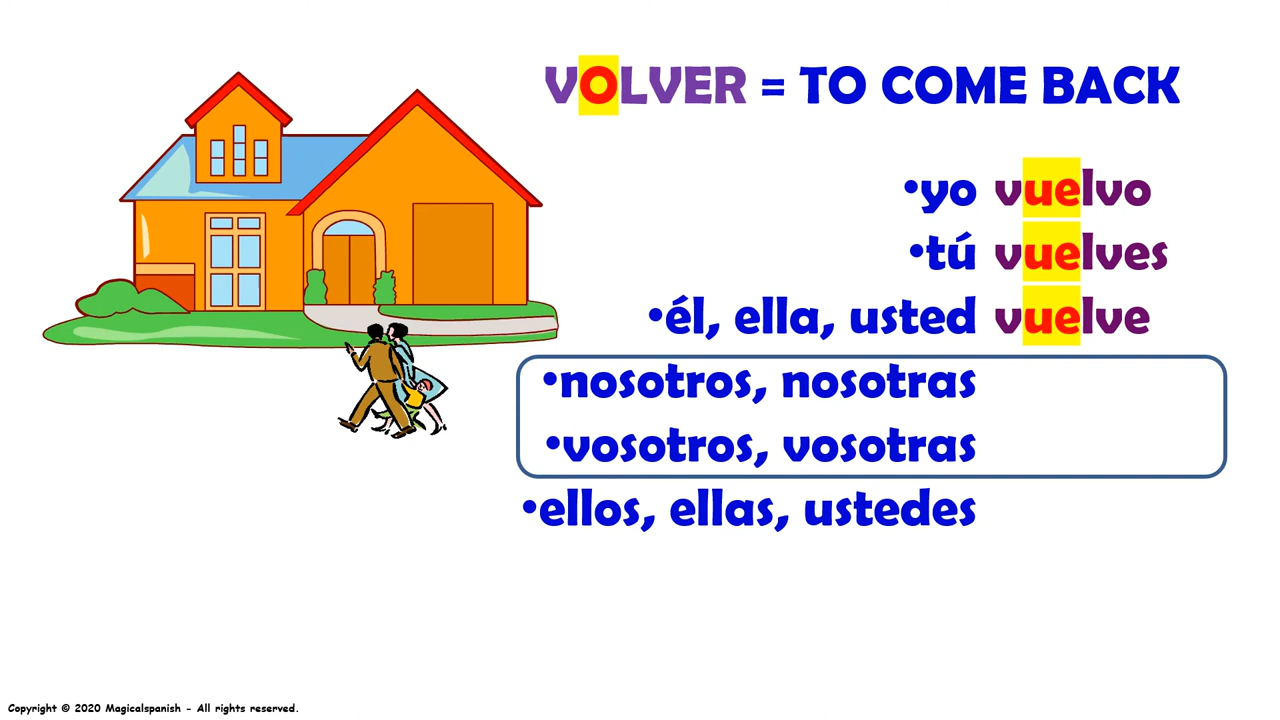 VOLVER = TO COME BACK
•yo vuelvo
•tú vuelves
•él, ella, usted vuelve
•nosotros, nosotras
•vosotros, vosotras
•ellos, ellas, ustedes
Copyright © 2020 Magicalspanish - All rights reserved.